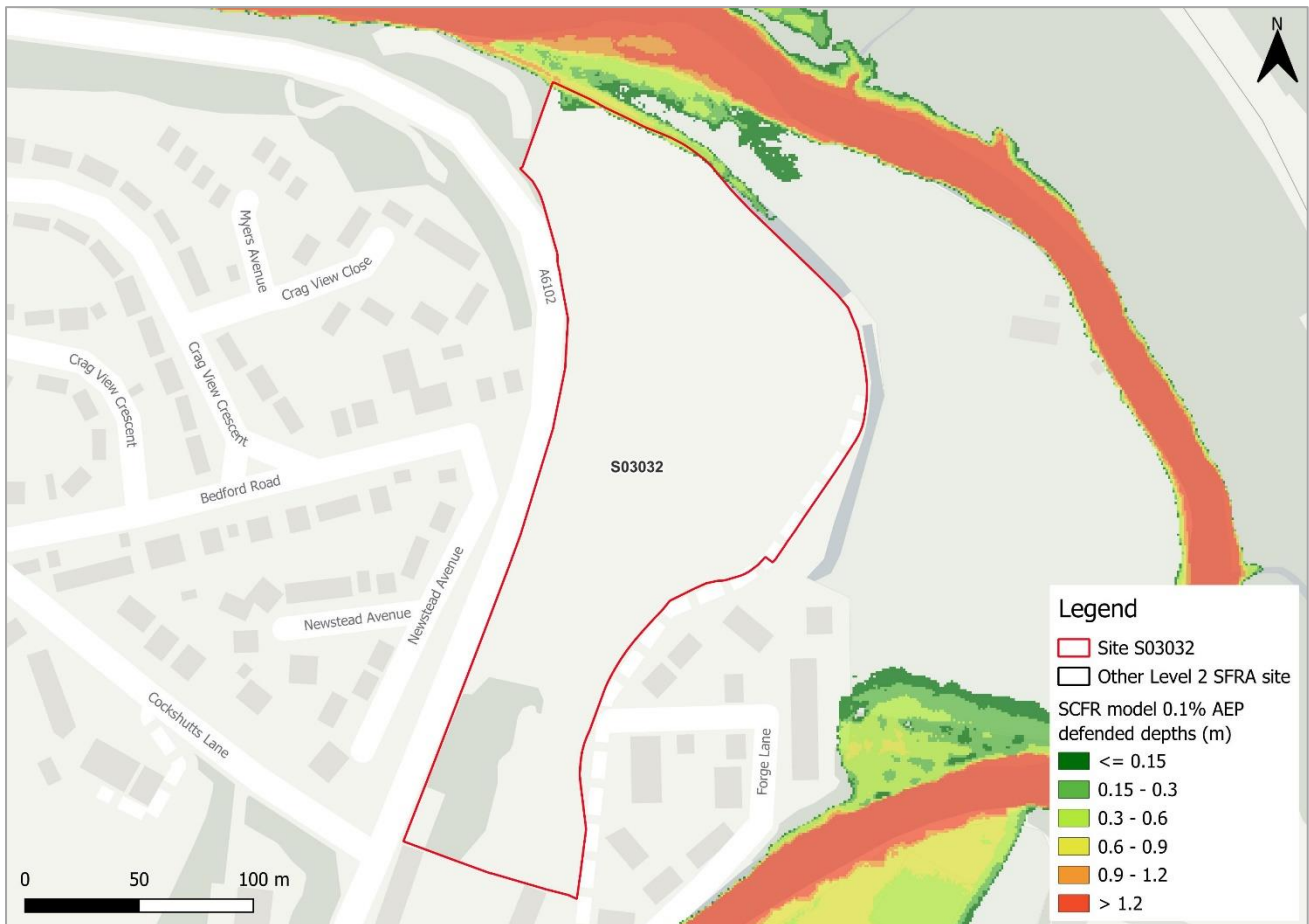 N
Myers Avenue
Crag View Close
A6102
Crag View Crescent
Crag View Crescent
S03032
Bedford Road
Newstead Avenue
Newstead Avenue
Cockshutts Lane
Forge Lane
Legend
Site S03032
Other Level 2 SFRA site
SCFR model 0.1% AEP
defended depths (m)
<= 0.15
0.15 - 0.3
0.3 - 0.6
0.6 - 0.9
0.9 - 1.2
> 1.2
0 50 100 m